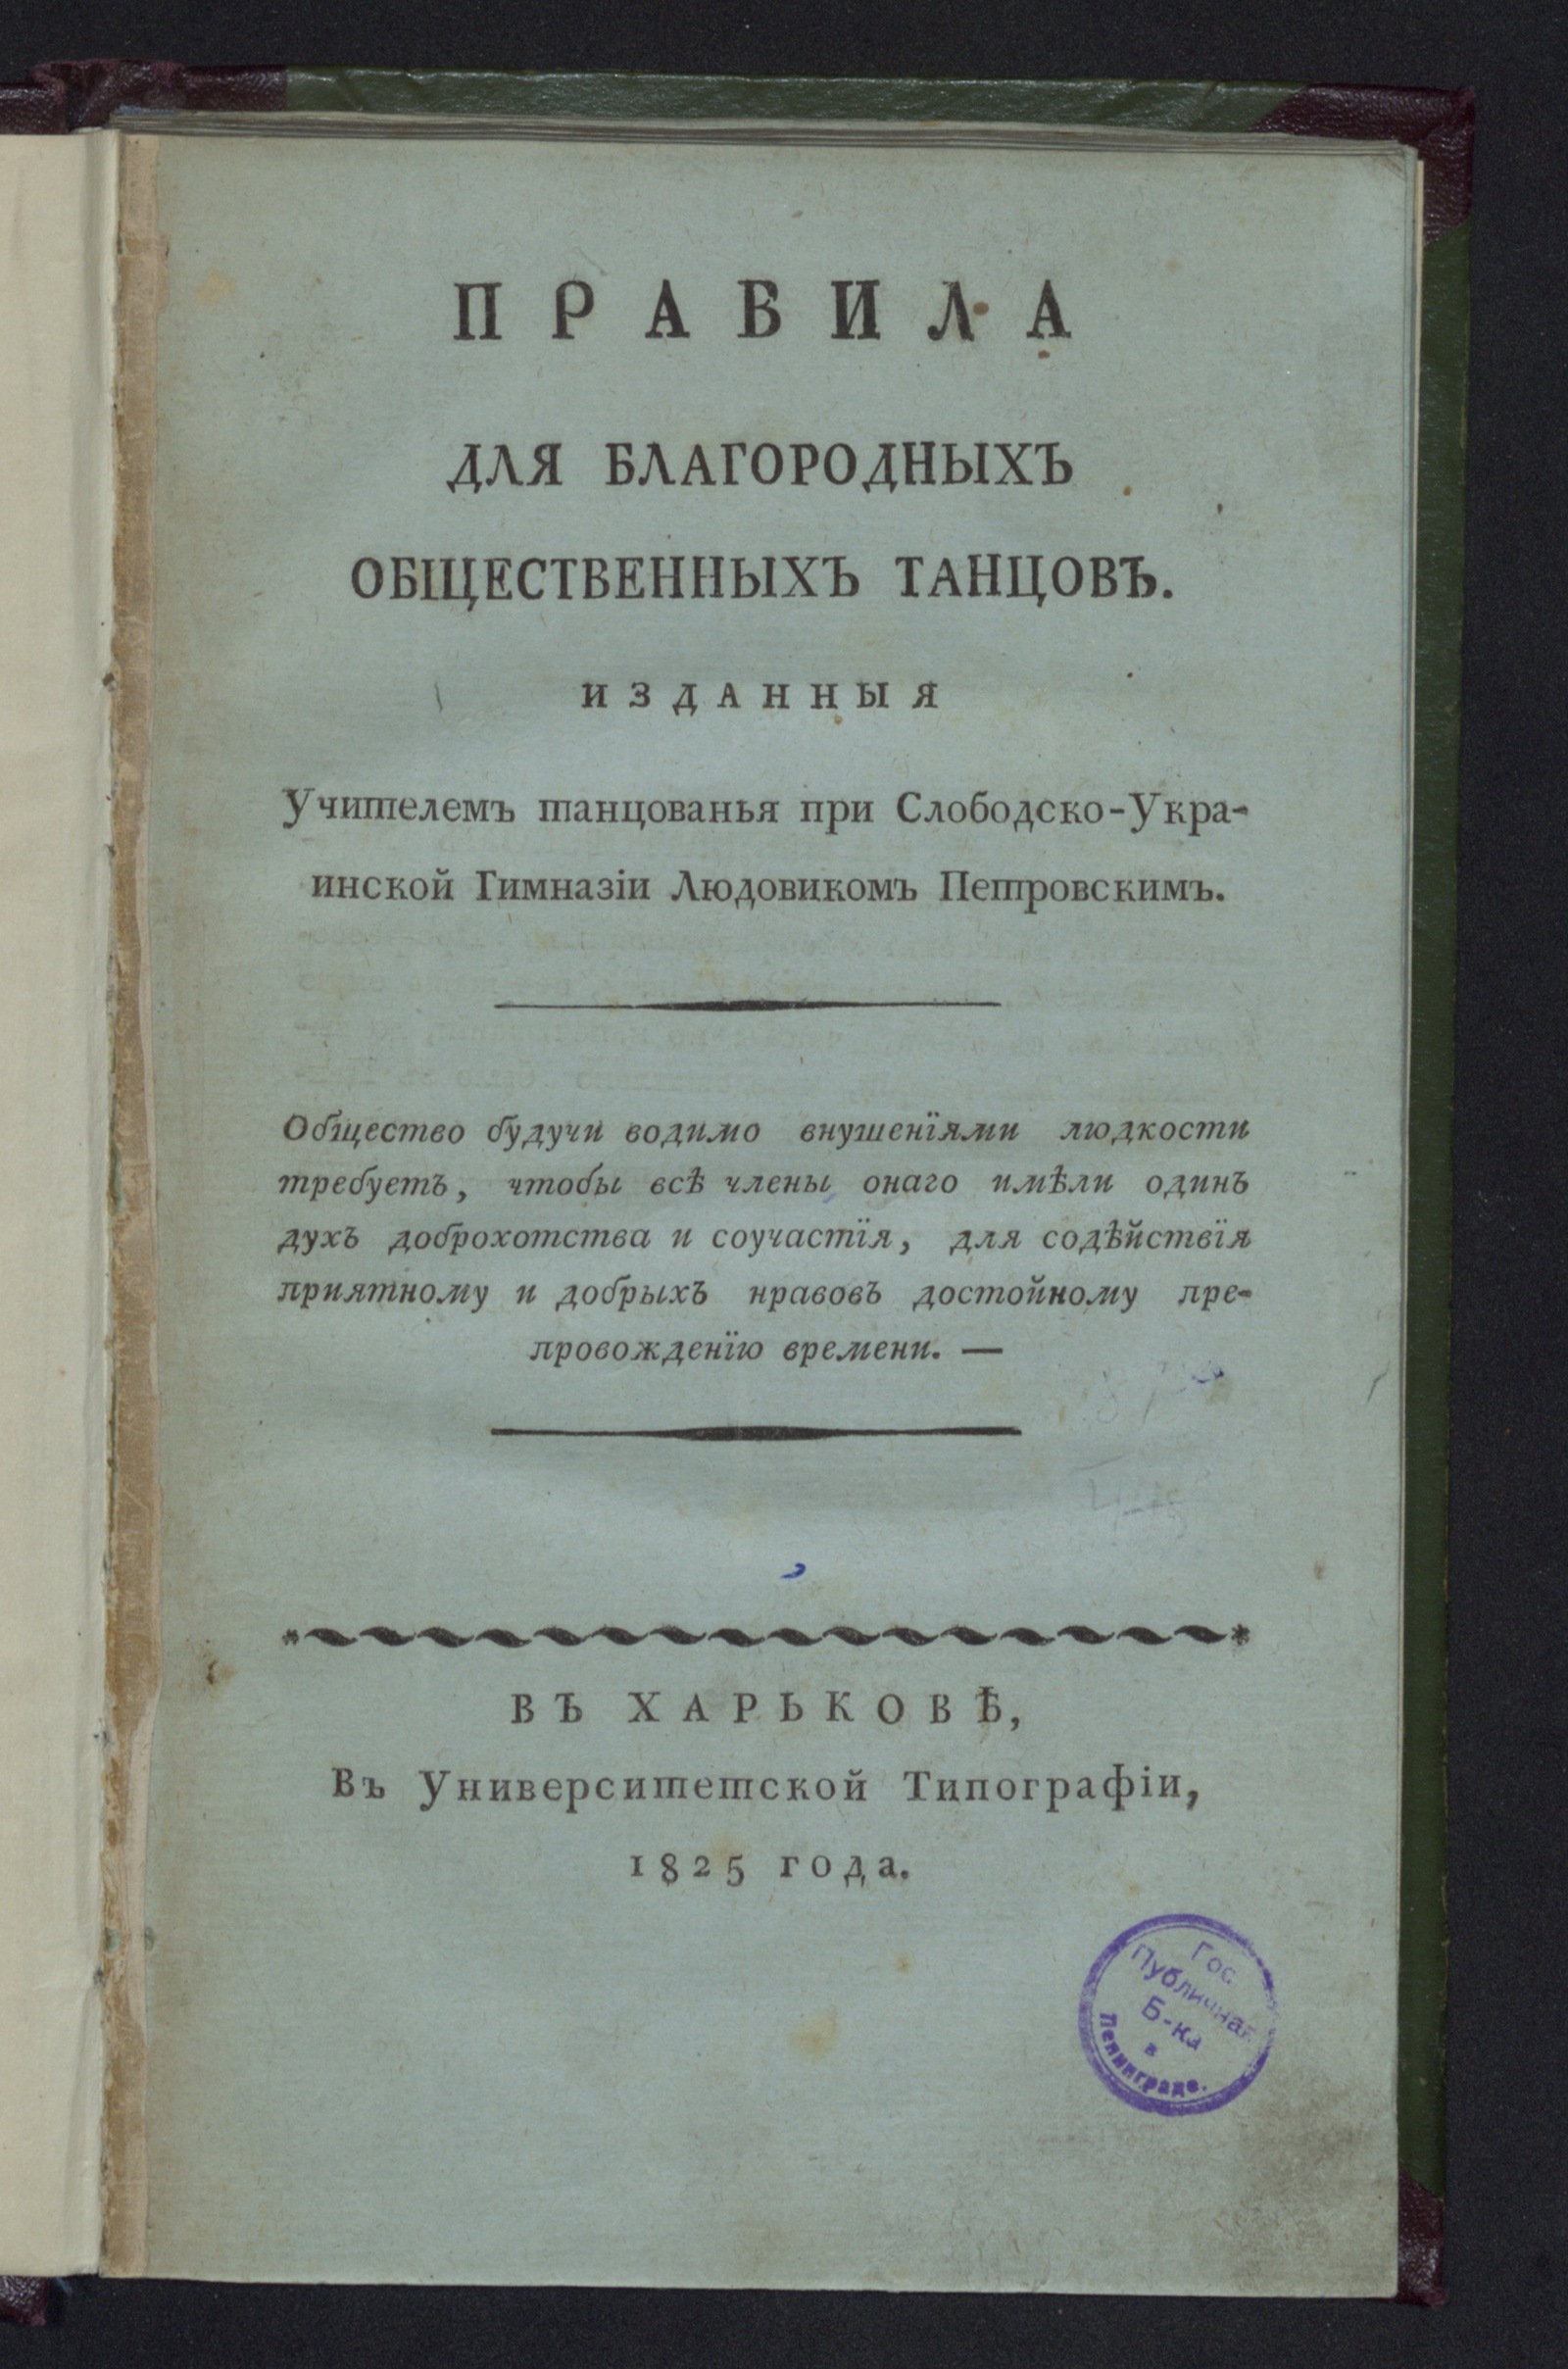 ПРАВИЛА
ДЛЯ БЛАГОРОДНЫХЪ
ОБЩЕСТВЕННЫХЪ ТАНЦОВЪ.
ИЗДАННЫЯ
Учителемъ танцованья при Слободско-Укра-
инской Гимназіи Людовикомъ Петровскимъ.
Общество будучи водимо внушеніями людкости
требуетъ, чтобы всѣ члены онаго имѣли одинъ
духъ доброхотства и соучастія, для содѣйствія
приятному и добрыхъ нравовъ достойному пре-
провожденію времени. —
ВЪ ХАРЬКОВѢ,
Въ Университетской Типографіи,
1825 года.
Гос.
Публичная
Б-ка
в
Ленинграде.